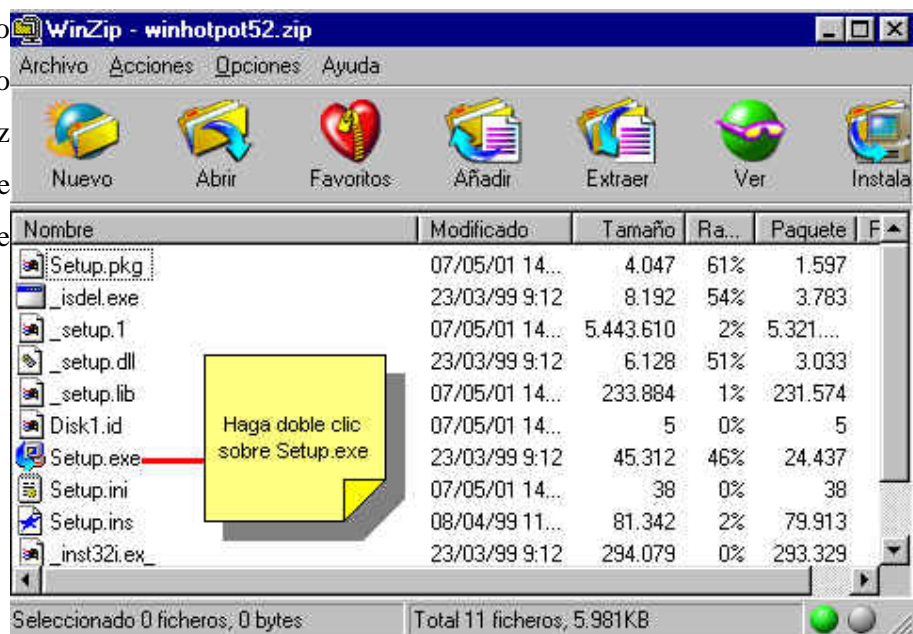 o
WinZip - winhotpot52.zip
Archivo Acciones Opciones Ayuda
o
z
e
e
Nuevo Abrir Favoritos Añadir Extraer Ver Instala
Nombre Modificado Tamaño Ra... Paquete F
Setup.pkg 07/05/01 14... 4.047 61% 1.597
_isdel.exe 23/03/99 9:12 8.192 54% 3.783
_setup.1 07/05/01 14... 5.443.610 2% 5.321....
_setup.dll 23/03/99 9:12 6.128 51% 3.033
_setup.lib 07/05/01 14... 233.884 1% 231.574
Disk1.id 07/05/01 14... 5 0% 5
Setup.exe 23/03/99 9:12 45.312 46% 24.437
Setup.ini 07/05/01 14... 38 0% 38
Setup.ins 08/04/99 11... 81.342 2% 79.913
_inst32i.ex_ 23/03/99 9:12 294.079 0% 293.329
Haga doble clic
sobre Setup.exe
Seleccionado 0 ficheros, 0 bytes Total 11 ficheros, 5.981KB